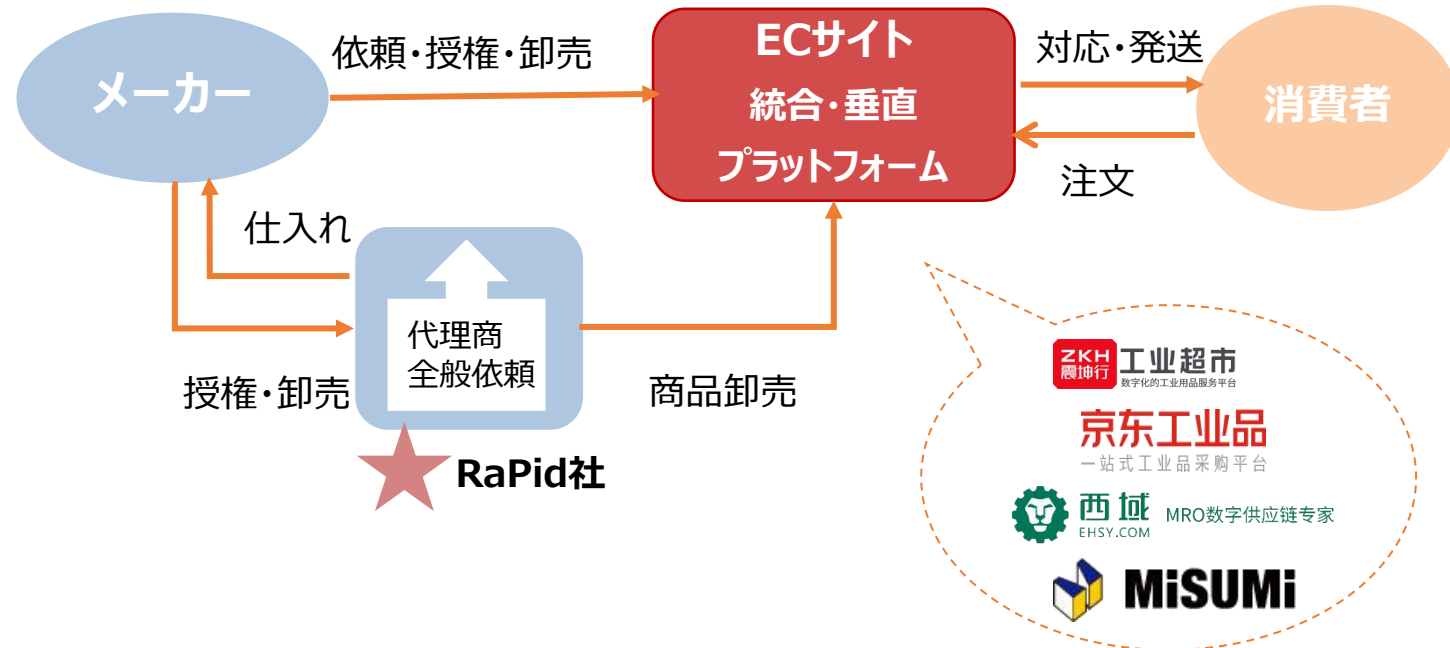 メーカー
依頼・授権・卸売
ECサイト
統合・垂直
プラットフォーム
対応・発送
消費者
注文
仕入れ
代理商
全般依頼
授権・卸売
商品卸売
RaPid社
ZKH
震坤行
工业超市
数字化的工业用品服务平台
京东工业品
一站式工业品采购平台
西域
EHSY.COM
MRO数字供应链专家
MiSUMi